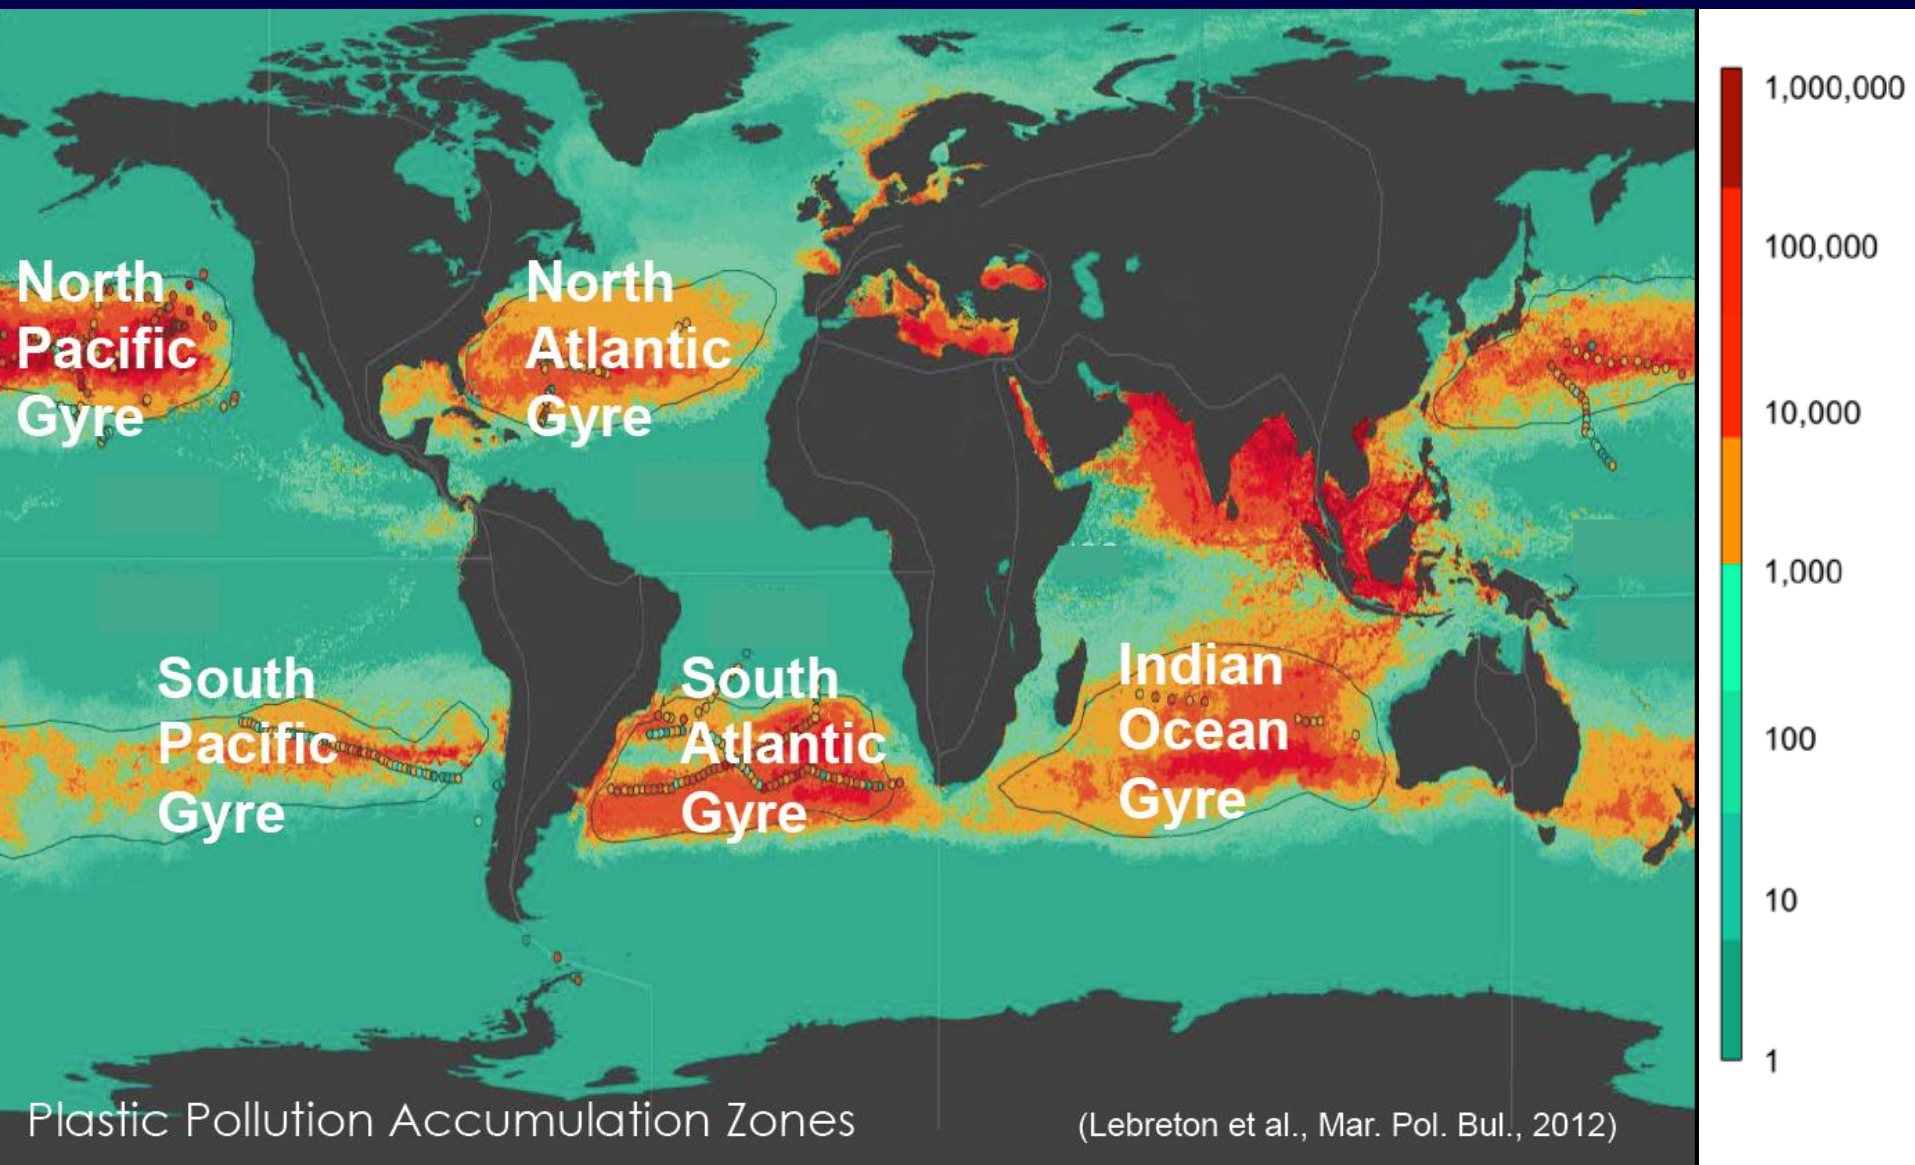 North
Pacific
Gyre
North
Atlantic
Gyre
South
Pacific
Gyre
South
Atlantic
Gyre
Indian
Ocean
Gyre
1,000,000
100,000
10,000
1,000
100
10
1
Plastic Pollution Accumulation Zones
(Lebreton et al., Mar. Pol. Bul., 2012)